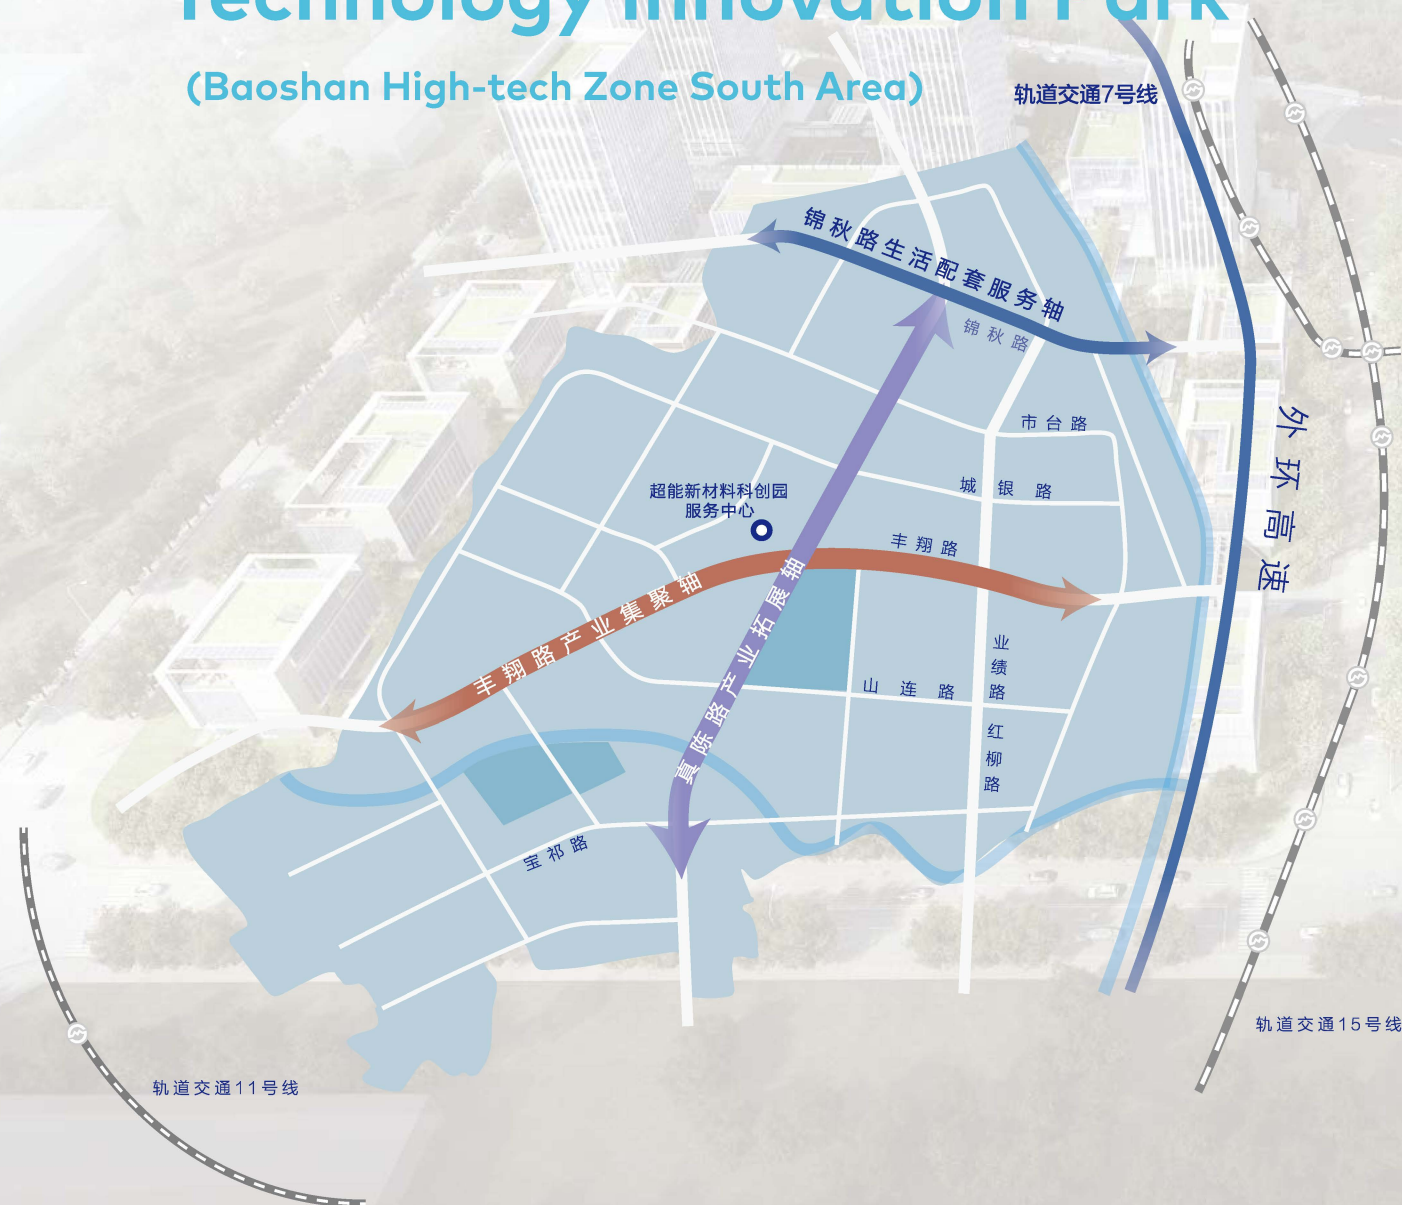 Technology Innovation Park
(Baoshan High-tech Zone South Area)
轨道交通7号线
锦秋路生活配套服务轴
锦秋路
市台路
外环高速
超能新材料科创园
服务中心
城银路
丰翔路
丰翔路产业集聚轴
真陈路产业拓展轴
业绩路
山连路
红柳路
宝祁路
轨道交通15号线
轨道交通11号线